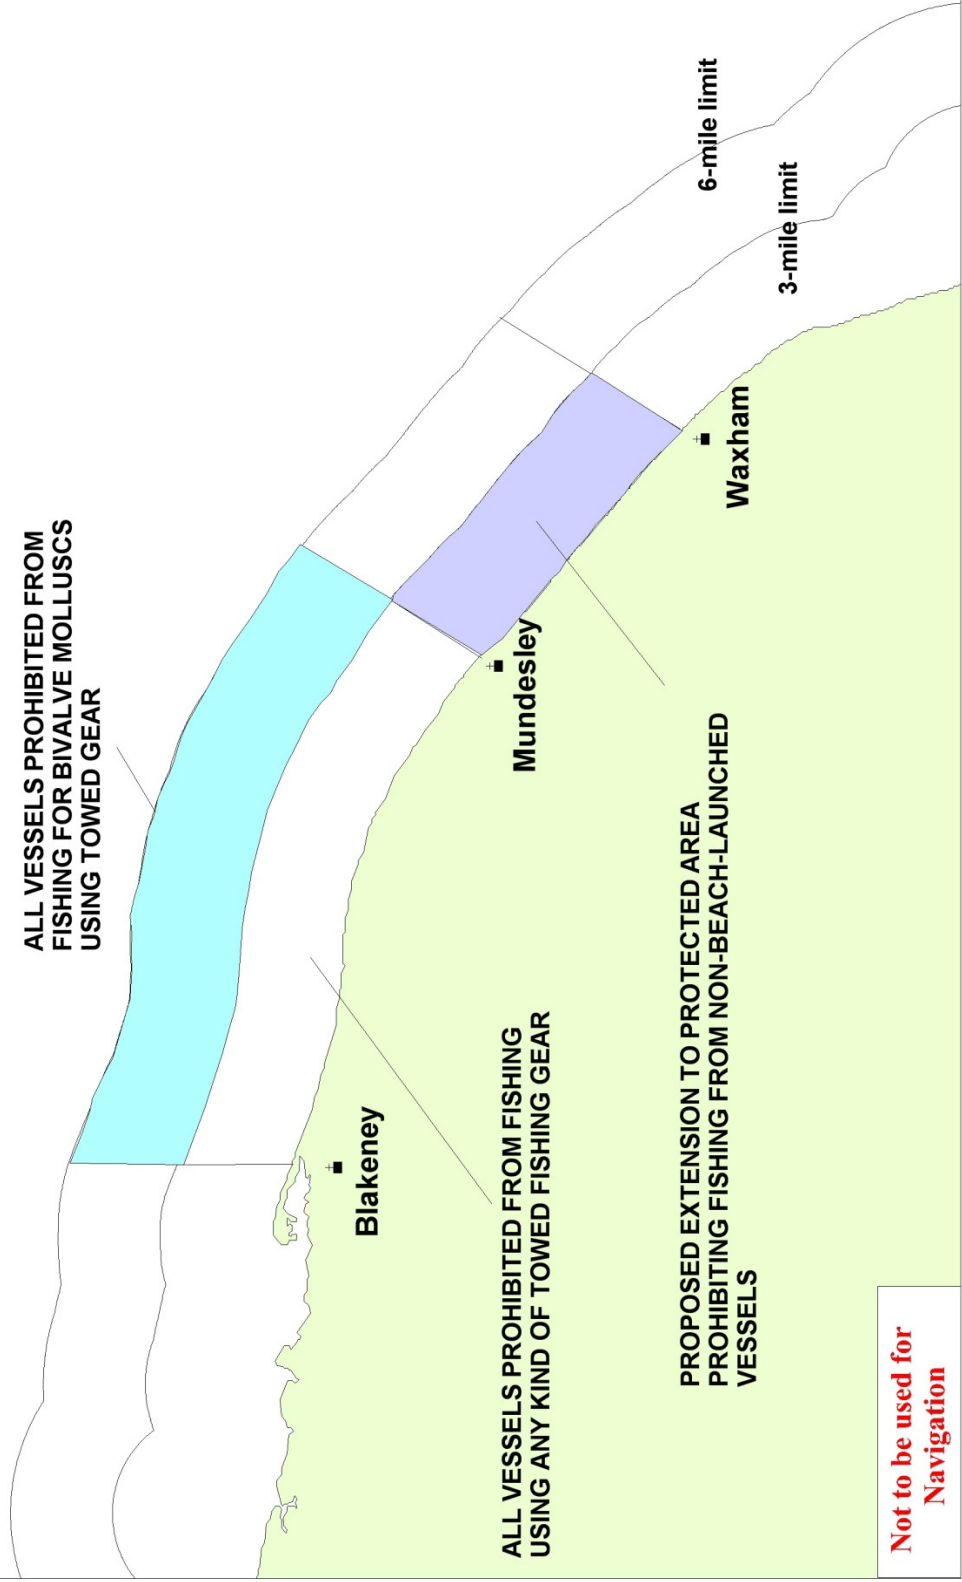 ALL VESSELS PROHIBITED FROM
FISHING FOR BIVALVE MOLLUSCS
USING TOWED GEAR
6-mile limit
3-mile limit
Waxham
Mundesley
Blakeney
ALL VESSELS PROHIBITED FROM FISHING
USING ANY KIND OF TOWED FISHING GEAR
PROPOSED EXTENSION TO PROTECTED AREA
PROHIBITING FISHING FROM NON-BEACH-LAUNCHED
VESSELS
Not to be used for
Navigation